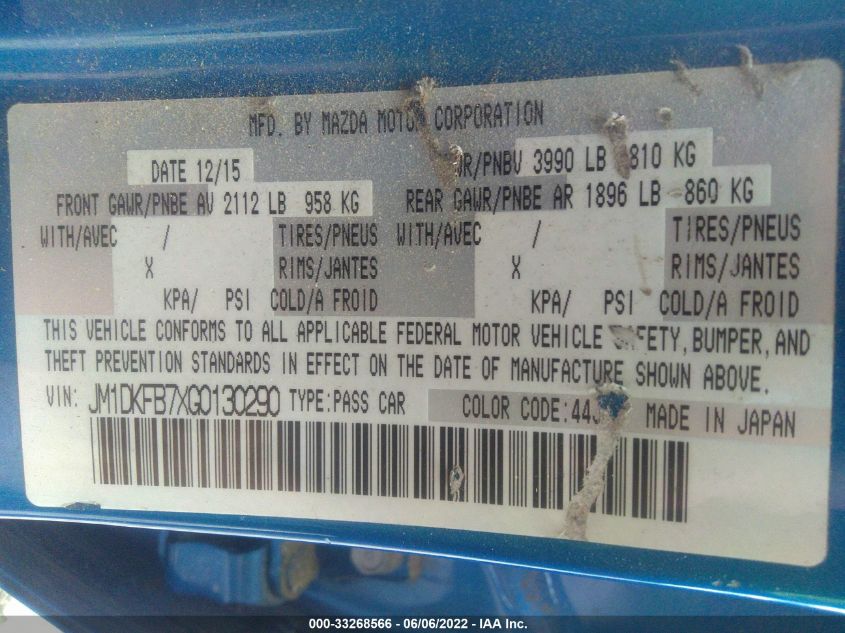 MFD. BY MAZDA MOTOR CORPORATION
DATE 12/15 /PNBV 3990 LB 810 KG
FRONT GAWR/PNBE AV 2112 LB 958 KG REAR GAWR/PNBE AR 1896 LB 860 KG
WITH/AVEC / TIRES/PNEUS WITH/AVEC / TIRES/PNEUS
X RIMS/JANTES X RIMS/JANTES
KPA/ PSI COLD/A FROID KPA/ PSI COLD/A FROID
THIS VEHICLE CONFORMS TO ALL APPLICABLE FEDERAL MOTOR VEHICLE SAFETY, BUMPER, AND
THEFT PREVENTION STANDARDS IN EFFECT ON THE DATE OF MANUFACTURE SHOWN ABOVE.
VIN: JM1DKFB7XG0130290 TYPE:PASS CAR COLOR CODE:44 MADE IN JAPAN
000-33268566 - 06/06/2022 - © IAA Inc.